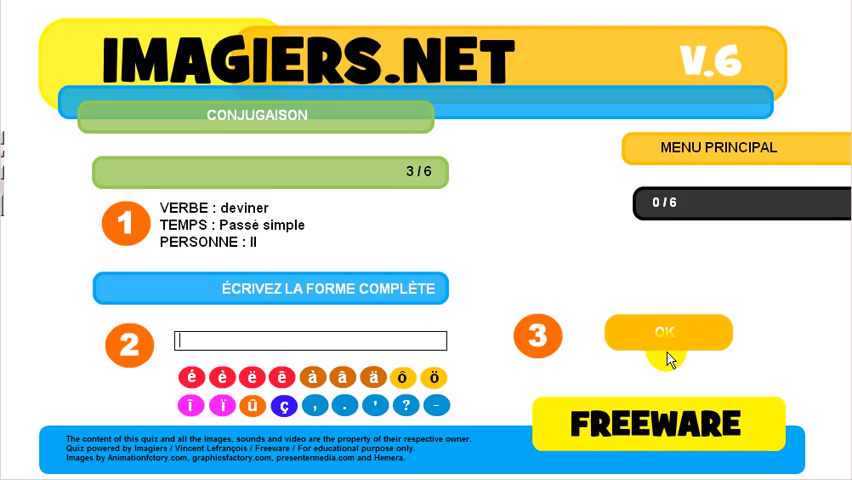 IMAGIERS.NET
V.6
CONJUGAISON
MENU PRINCIPAL
3 / 6
0 / 6
1
VERBE : deviner
TEMPS : Passé simple
PERSONNE : Il
ÉCRIVEZ LA FORME COMPLÈTE
2
3
OK
é è ë ê à â ä ô ö
î ï û ç , . ' ? -
FREEWARE
The content of this quiz and all the images, sounds and video are the property of their respective owner.
Quiz powered by Imagiers / Vincent Lefrançois / Freeware / For educational purpose only.
Images by Animationfctory.com, graphicsfactory.com, presentermedia.com and Hemera.